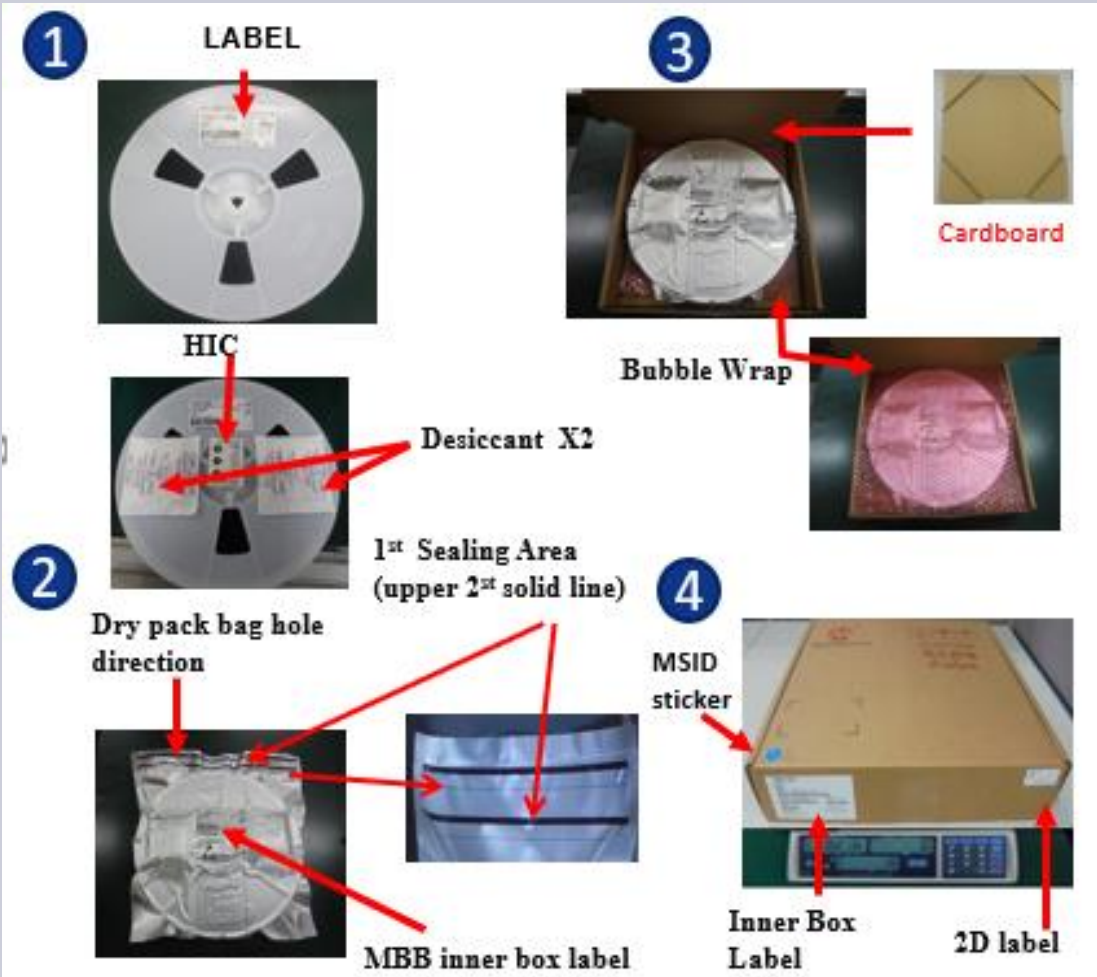 1
LABEL
HIC
Desiccant X2
2
1st Sealing Area
(upper 2st solid line)
Dry pack bag hole
direction
MBB inner box label
3
Cardboard
Bubble Wrap
4
MSID
sticker
Inner Box
Label
2D label